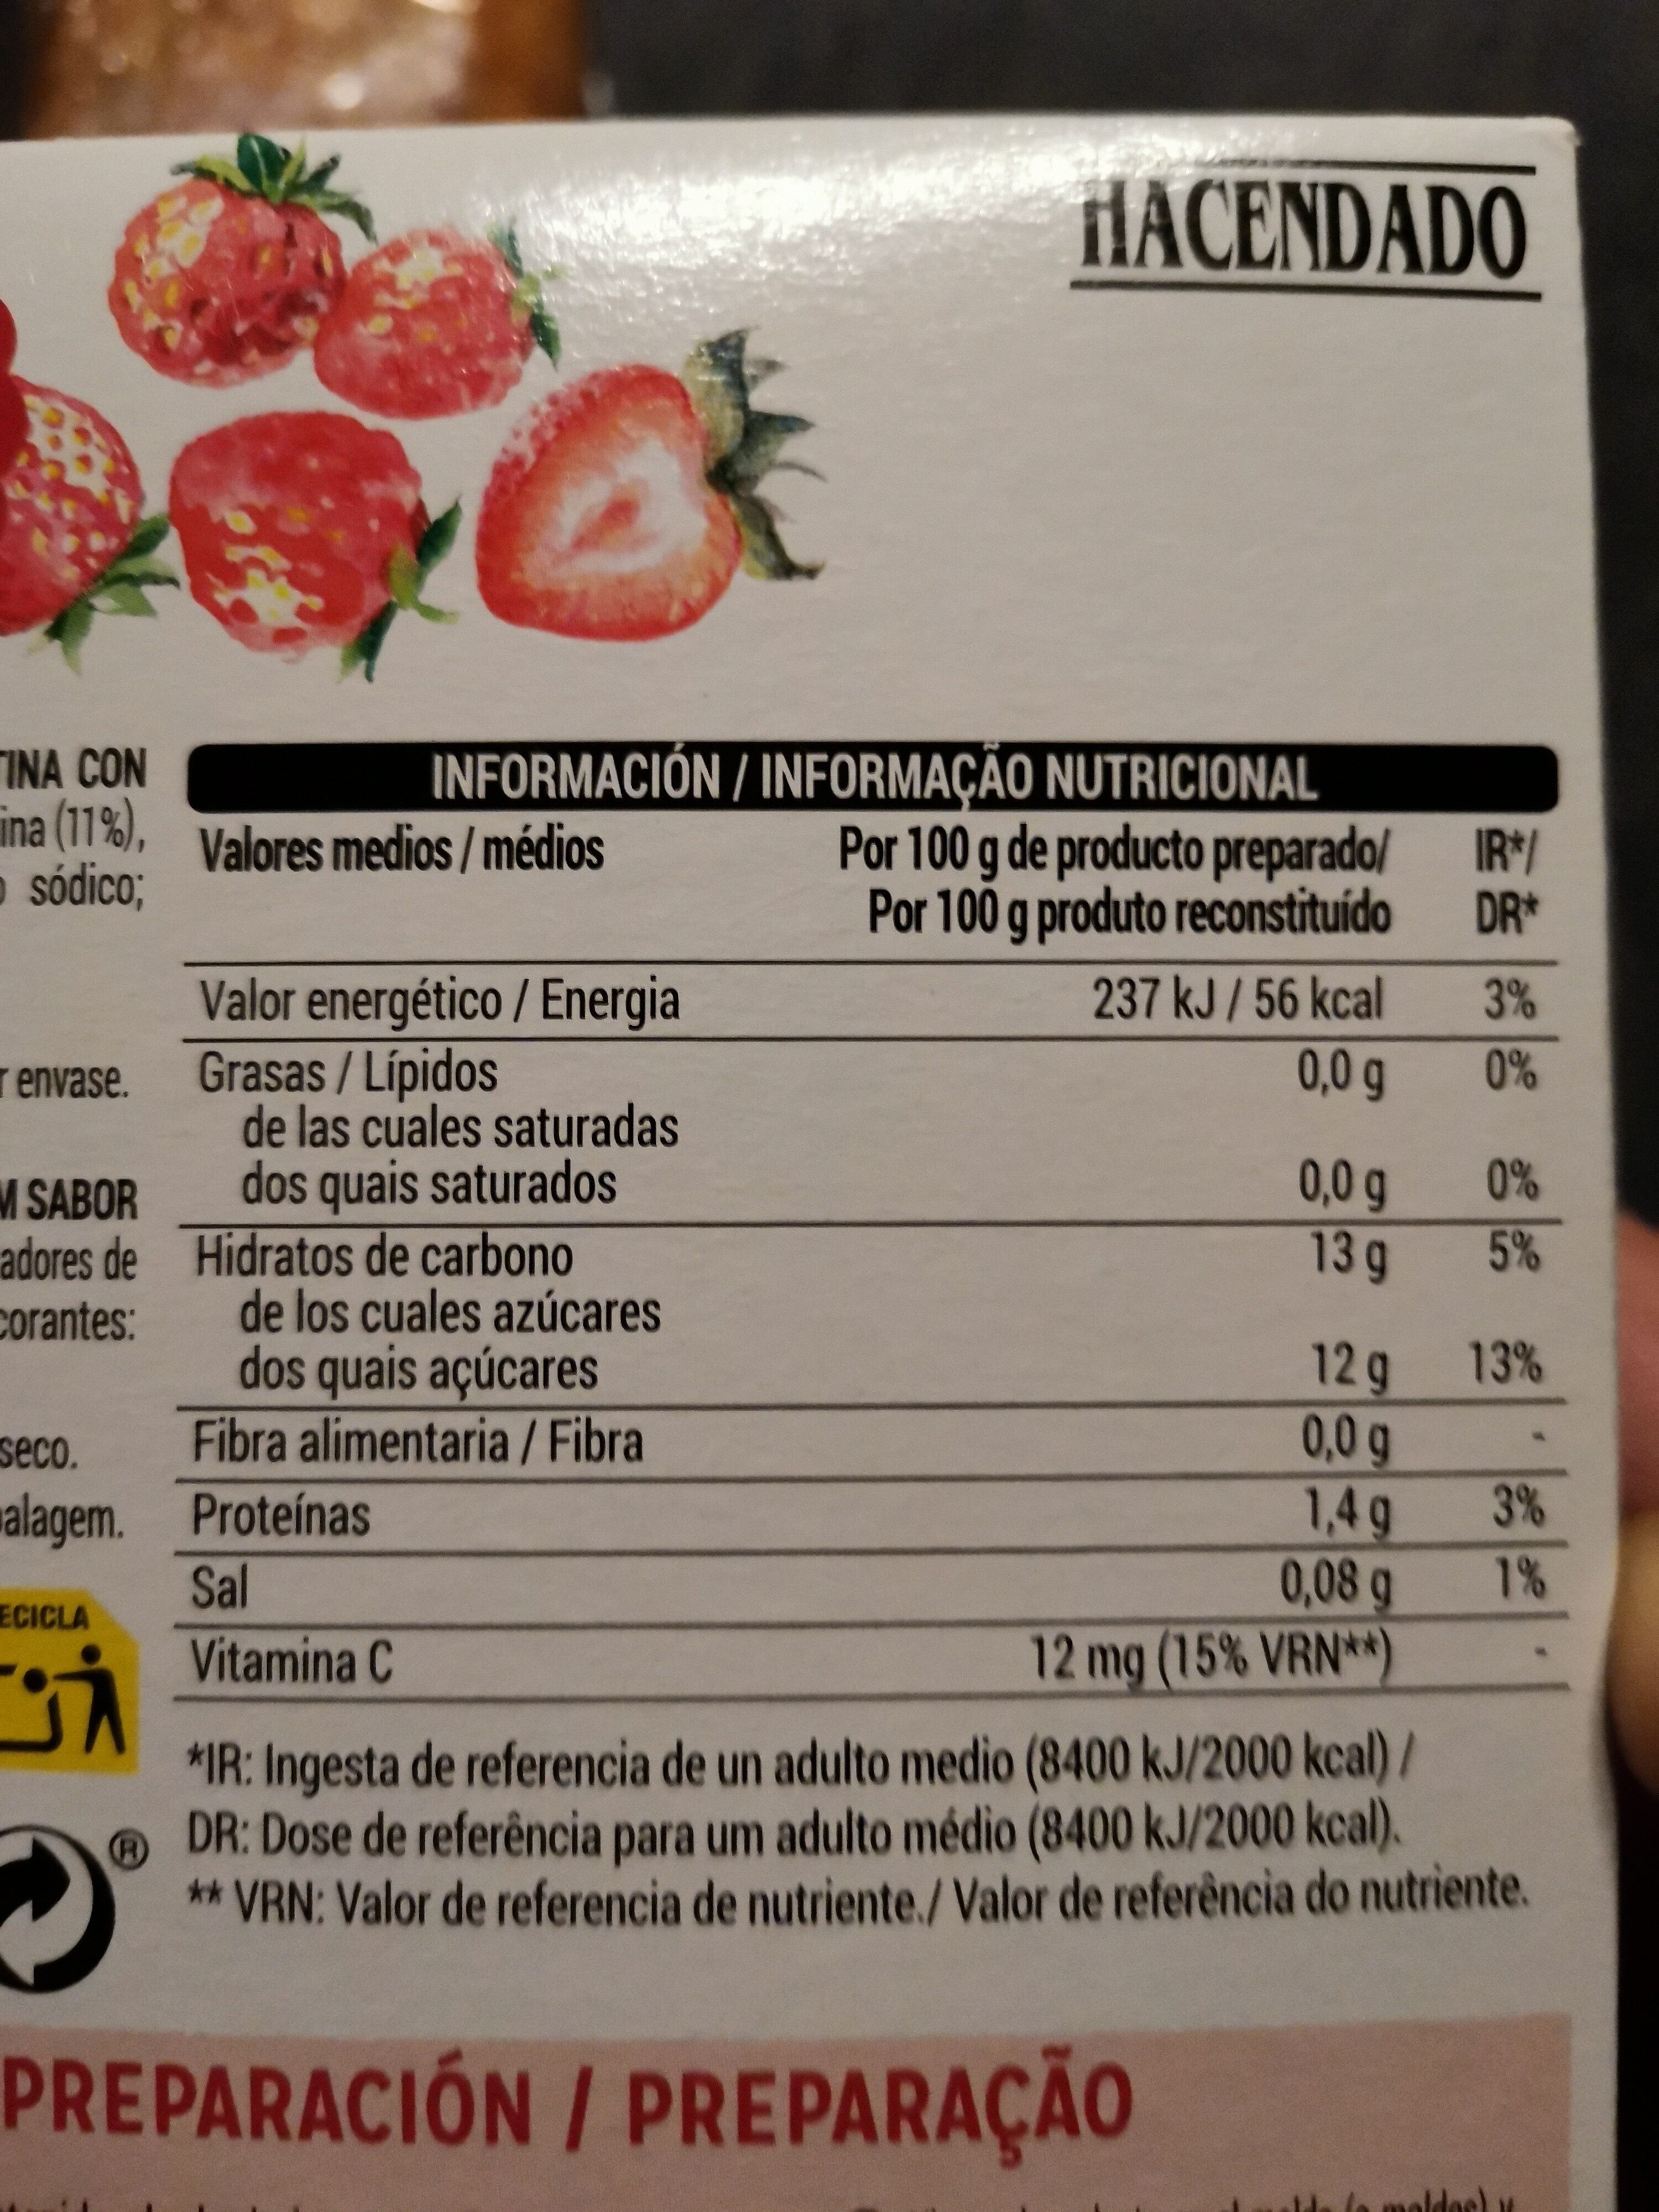 HACENDADO
TINA CON
ina (11%),
sódico;
r envase.
M SABOR
adores de
corantes:
seco.
balagem.
ECICLA
®
INFORMACIÓN / INFORMAÇÃO NUTRICIONAL
Valores medios / médios Por 100 g de producto preparado/ IR*/
Por 100 g produto reconstituído DR*
Valor energético / Energia 237 kJ / 56 kcal 3%
Grasas / Lípidos 0,0 g 0%
de las cuales saturadas
dos quais saturados 0,0 g 0%
Hidratos de carbono 13 g 5%
de los cuales azúcares
dos quais açúcares 12 g 13%
Fibra alimentaria / Fibra 0,0 g -
Proteínas 1,4 g 3%
Sal 0,08 g 1%
Vitamina C 12 mg (15% VRN**) -
*IR: Ingesta de referencia de un adulto medio (8400 kJ/2000 kcal) /
DR: Dose de referência para um adulto médio (8400 kJ/2000 kcal).
** VRN: Valor de referencia de nutriente./ Valor de referência do nutriente.
PREPARACIÓN / PREPARAÇÃO